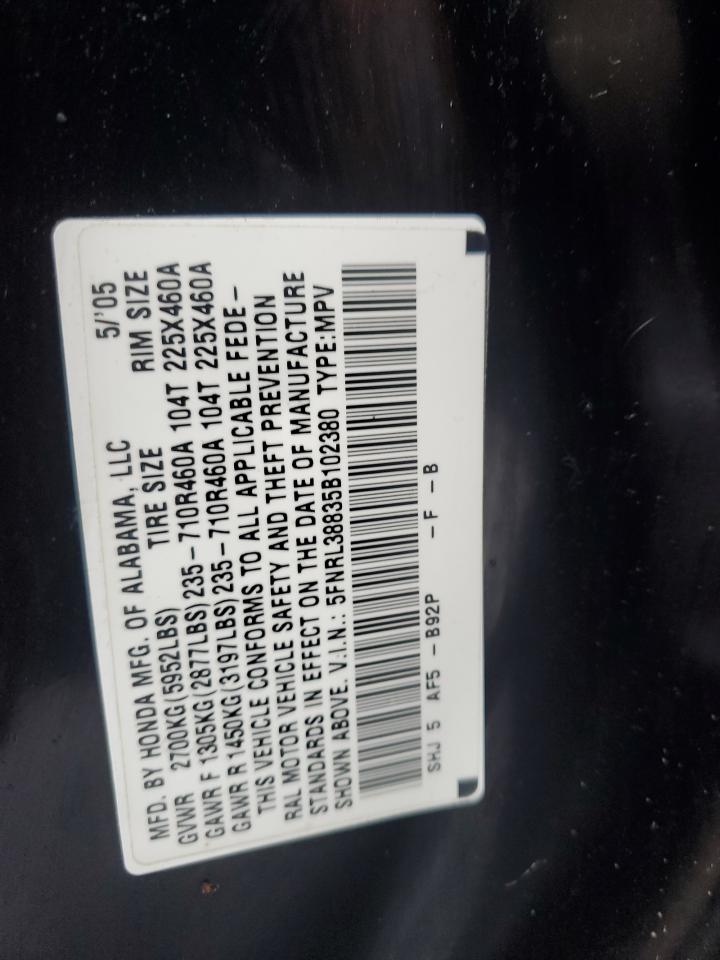 MFD. BY HONDA MFG. OF ALABAMA, LLC 5/'05
GVWR 2700KG(5952LBS) TIRE SIZE RIM SIZE
GAWR F 1305KG(2877LBS)235-710R460A 104T 225X460A
GAWR R 1450KG(3197LBS)235-710R460A 104T 225X460A
THIS VEHICLE CONFORMS TO ALL APPLICABLE FEDE-
RAL MOTOR VEHICLE SAFETY AND THEFT PREVENTION
STANDARDS IN EFFECT ON THE DATE OF MANUFACTURE
SHOWN ABOVE. V.I.N.: 5FNRL38835B102380 TYPE:MPV
SHJ 5 AF5 -B92P -F -B